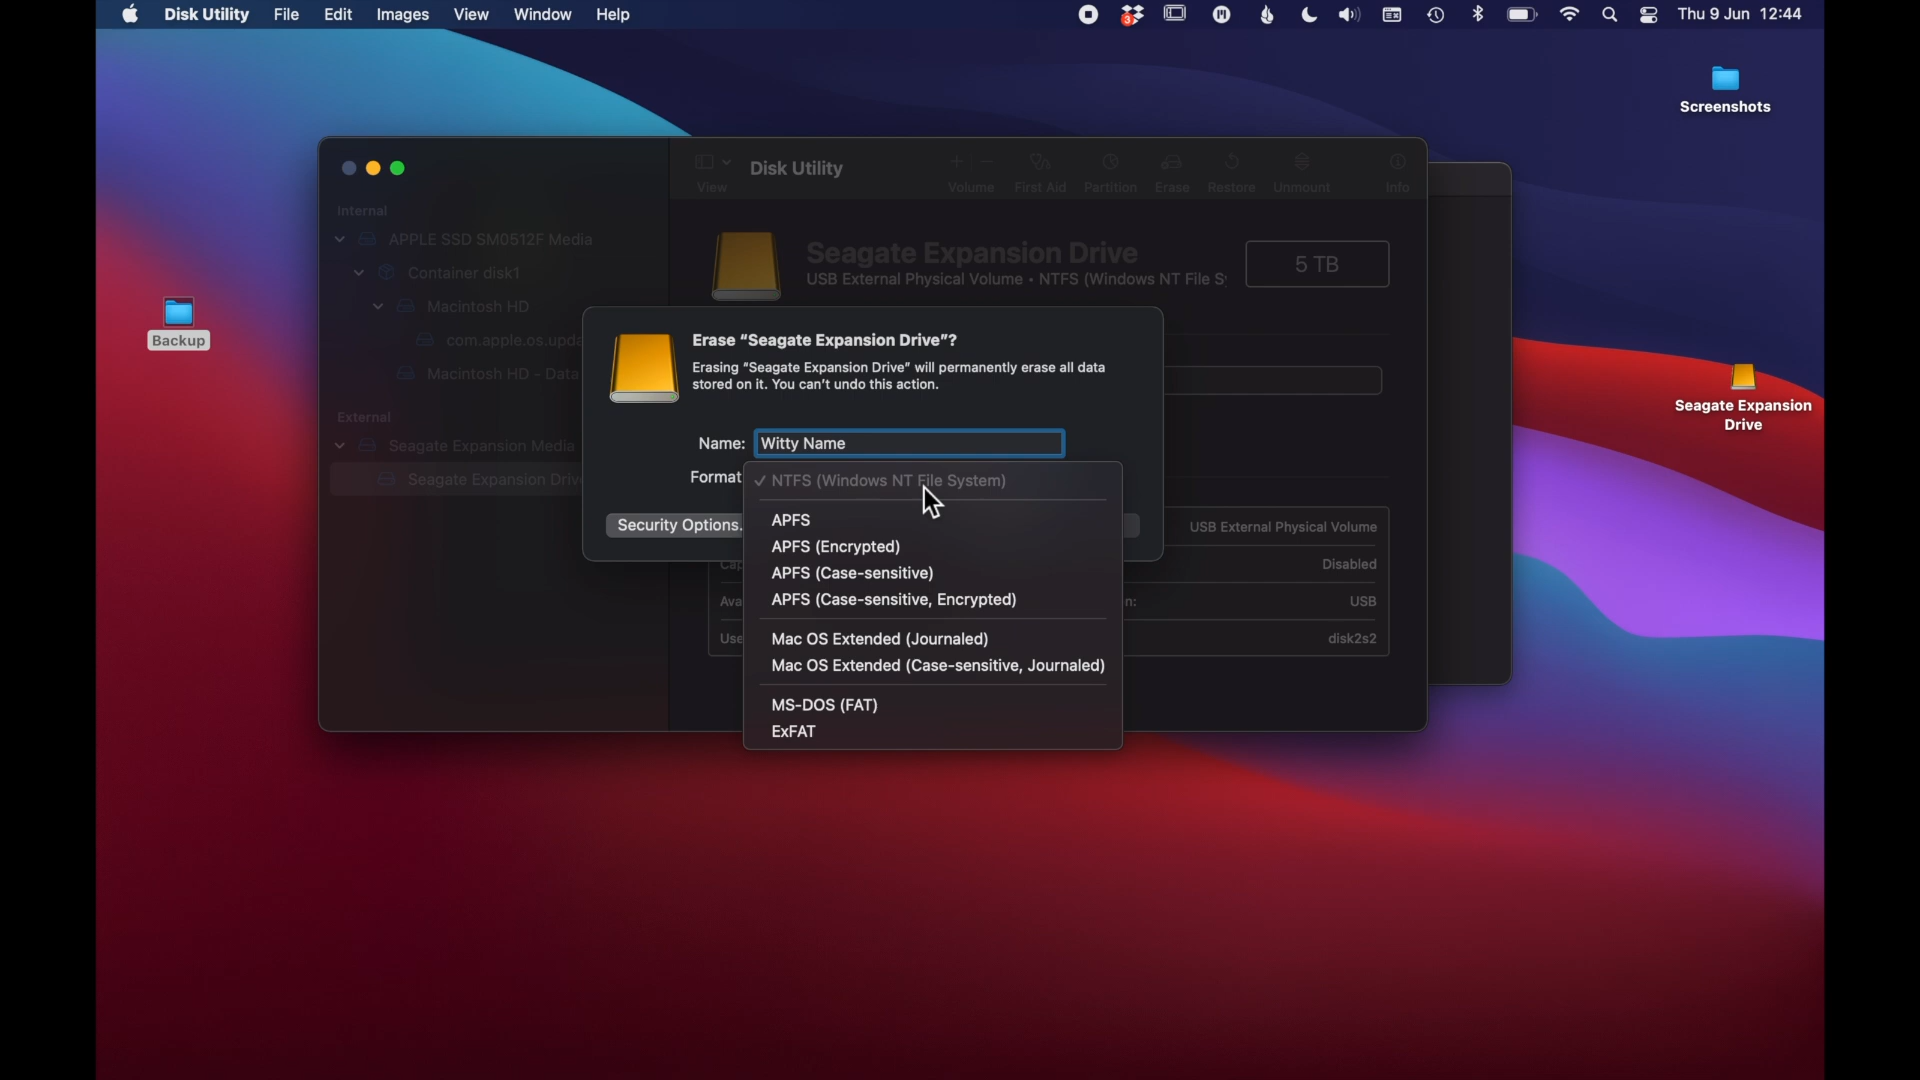 Disk Utility File Edit Images View Window Help
3
Thu 9 Jun 12:44
Screenshots
Backup
Seagate Expansion
Drive
View
Disk Utility
Volume First Aid Partition Erase Restore Unmount Info
Internal
APPLE SSD SM0512F Media
Container disk1
Macintosh HD
com.apple.os.upda
Macintosh HD - Data
External
Seagate Expansion Media
Seagate Expansion Driv
Seagate Expansion Drive
USB External Physical Volume • NTFS (Windows NT File S
5 TB
Erase "Seagate Expansion Drive"?
Erasing "Seagate Expansion Drive" will permanently erase all data
stored on it. You can't undo this action.
Name: Witty Name
Format
✓ NTFS (Windows NT File System)
APFS
APFS (Encrypted)
APFS (Case-sensitive)
APFS (Case-sensitive, Encrypted)
Mac OS Extended (Journaled)
Mac OS Extended (Case-sensitive, Journaled)
MS-DOS (FAT)
ExFAT
Security Options.
USB External Physical Volume
Cap
Disabled
Ava
n:
USB
Use
disk2s2